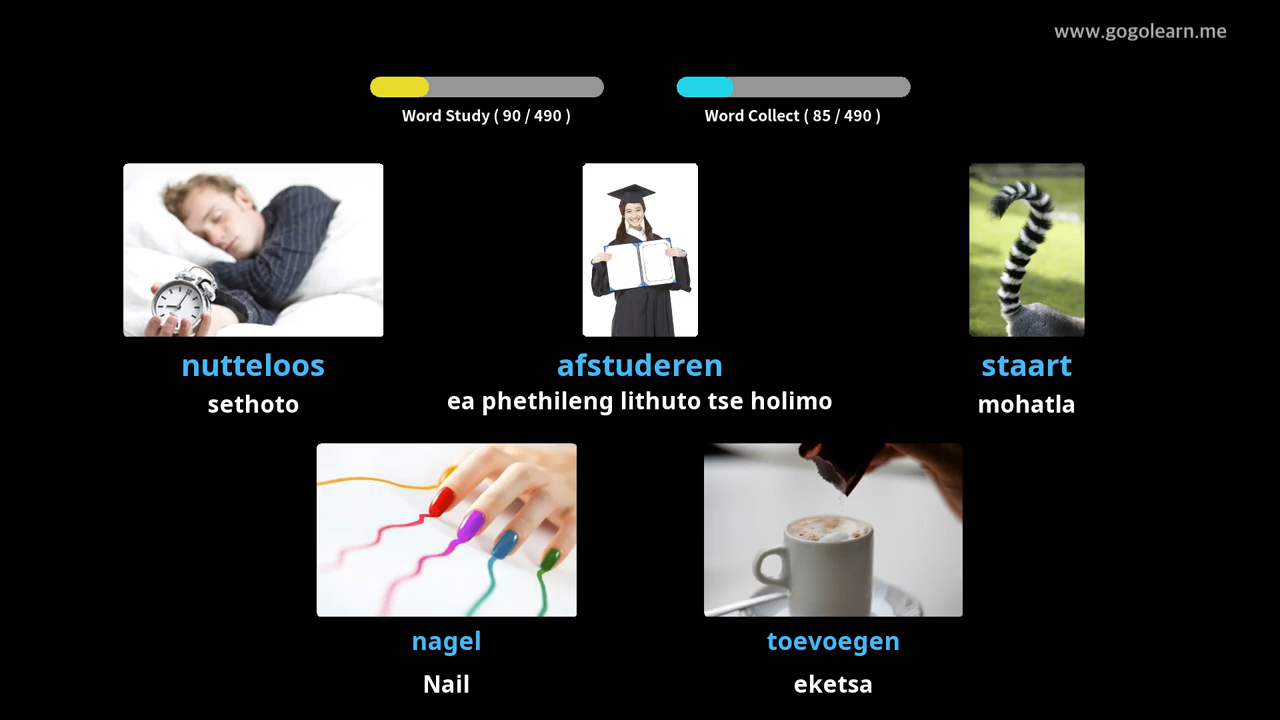 www.gogolearn.me
Word Study ( 90 / 490 )
Word Collect ( 85 / 490 )
nutteloos
sethoto
afstuderen
ea phethileng lithuto tse holimo
staart
mohatla
nagel
Nail
toevoegen
eketsa